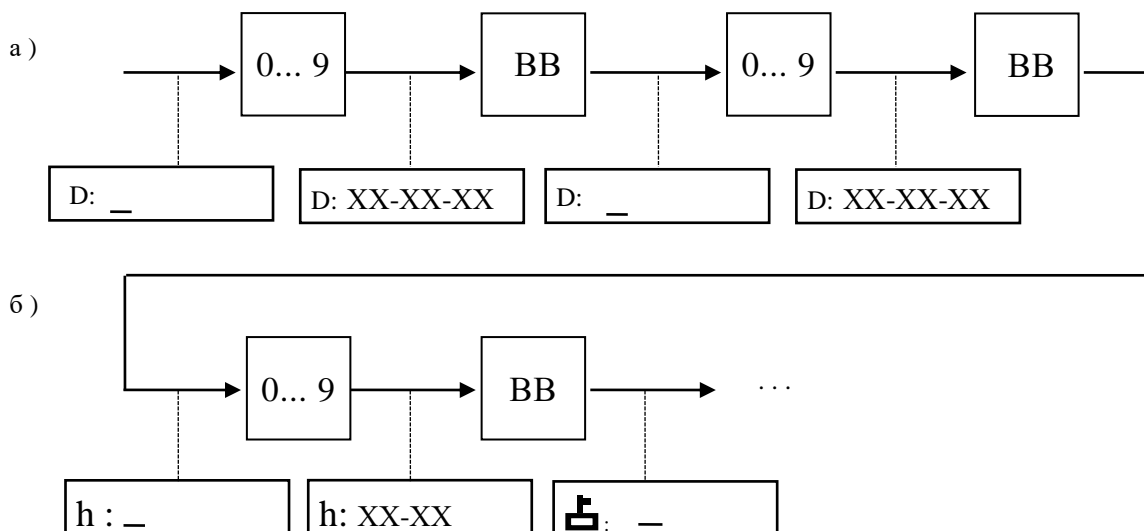 а )
0... 9
ВВ
0... 9
ВВ
D: _
D: XX-XX-XX
D: _
D: XX-XX-XX
б )
0... 9
ВВ
. . .
h : _
h: XX-XX
: _